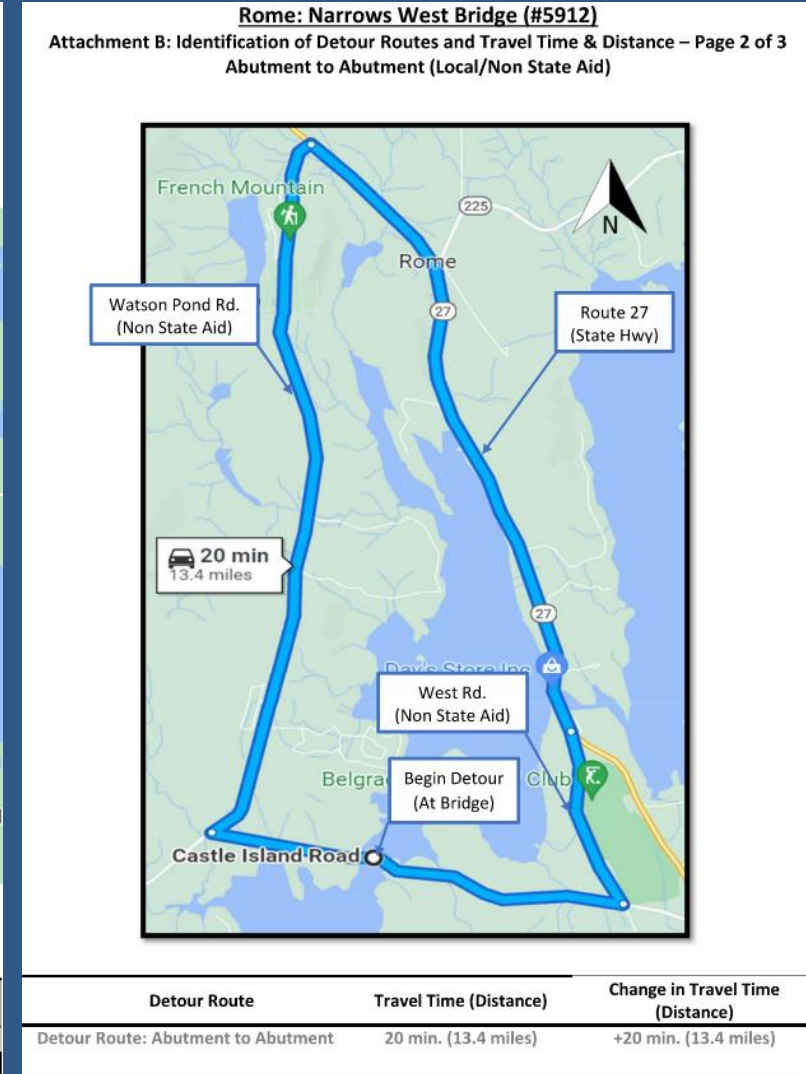 Rome: Narrows West Bridge (#5912)
Attachment B: Identification of Detour Routes and Travel Time & Distance – Page 2 of 3
Abutment to Abutment (Local/Non State Aid)
French Mountain
225
N
Rome
27
Watson Pond Rd.
(Non State Aid)
Route 27
(State Hwy)
20 min
13.4 miles
27
Day's Store Inc
West Rd.
(Non State Aid)
Club
Begin Detour
(At Bridge)
Castle Island Road
Detour Route Travel Time (Distance) Change in Travel Time
(Distance)
Detour Route: Abutment to Abutment 20 min. (13.4 miles) +20 min. (13.4 miles)